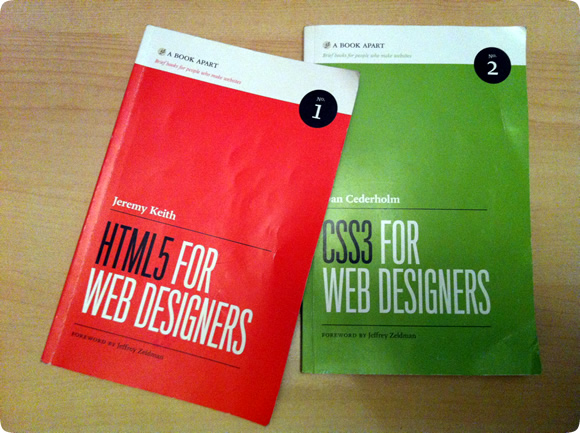 A BOOK APART
Brief books for people who make websites
No.
1
Jeremy Keith
HTML5 FOR
WEB DESIGNERS
FOREWORD BY Jeffrey Zeldman
A BOOK APART
Brief books for people who make websites
No.
2
an Cederholm
CSS3 FOR
WEB DESIGNERS
FOREWORD BY Jeffrey Zeldman